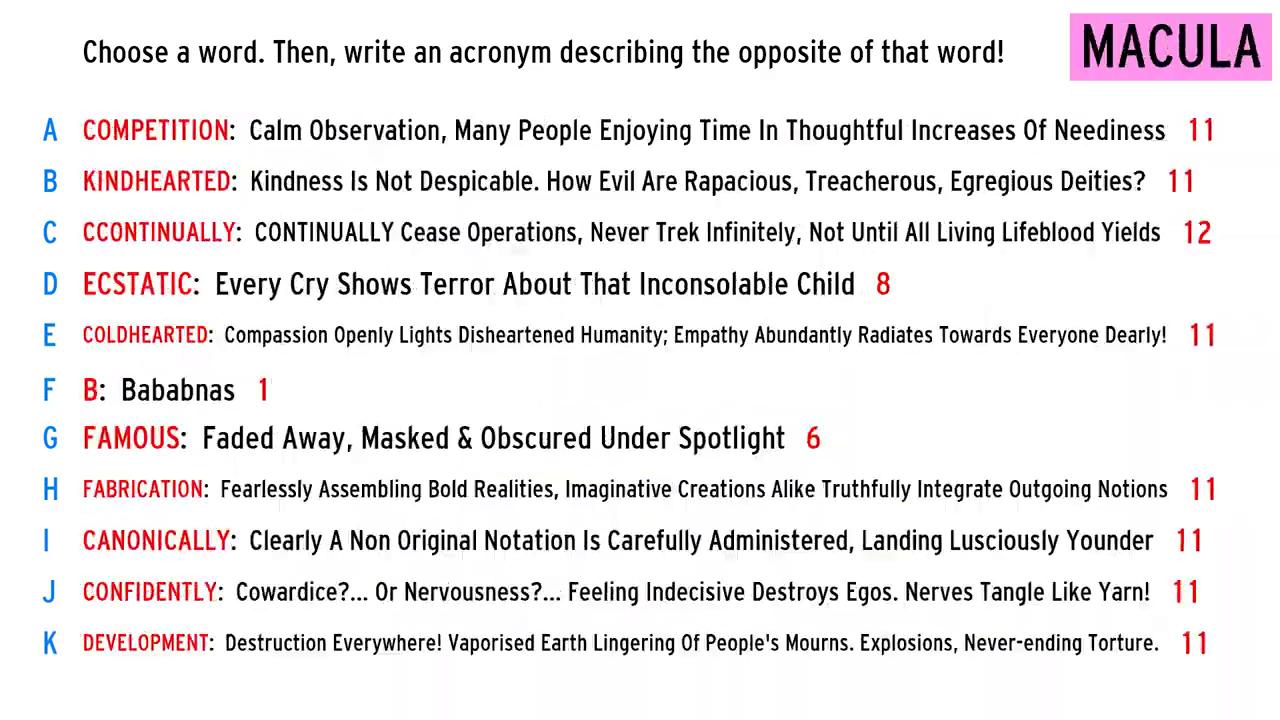 Choose a word. Then, write an acronym describing the opposite of that word!
MACULA
A COMPETITION: Calm Observation, Many People Enjoying Time In Thoughtful Increases Of Neediness 11
B KINDHEARTED: Kindness Is Not Despicable. How Evil Are Rapacious, Treacherous, Egregious Deities? 11
C CCONTINUALLY: CONTINUALLY Cease Operations, Never Trek Infinitely, Not Until All Living Lifeblood Yields 12
D ECSTATIC: Every Cry Shows Terror About That Inconsolable Child 8
E COLDHEARTED: Compassion Openly Lights Disheartened Humanity; Empathy Abundantly Radiates Towards Everyone Dearly! 11
F B: Bababnas 1
G FAMOUS: Faded Away, Masked & Obscured Under Spotlight 6
H FABRICATION: Fearlessly Assembling Bold Realities, Imaginative Creations Alike Truthfully Integrate Outgoing Notions 11
I CANONICALLY: Clearly A Non Original Notation Is Carefully Administered, Landing Lusciously Younder 11
J CONFIDENTLY: Cowardice?... Or Nervousness?... Feeling Indecisive Destroys Egos. Nerves Tangle Like Yarn! 11
K DEVELOPMENT: Destruction Everywhere! Vaporised Earth Lingering Of People's Mourns. Explosions, Never-ending Torture. 11